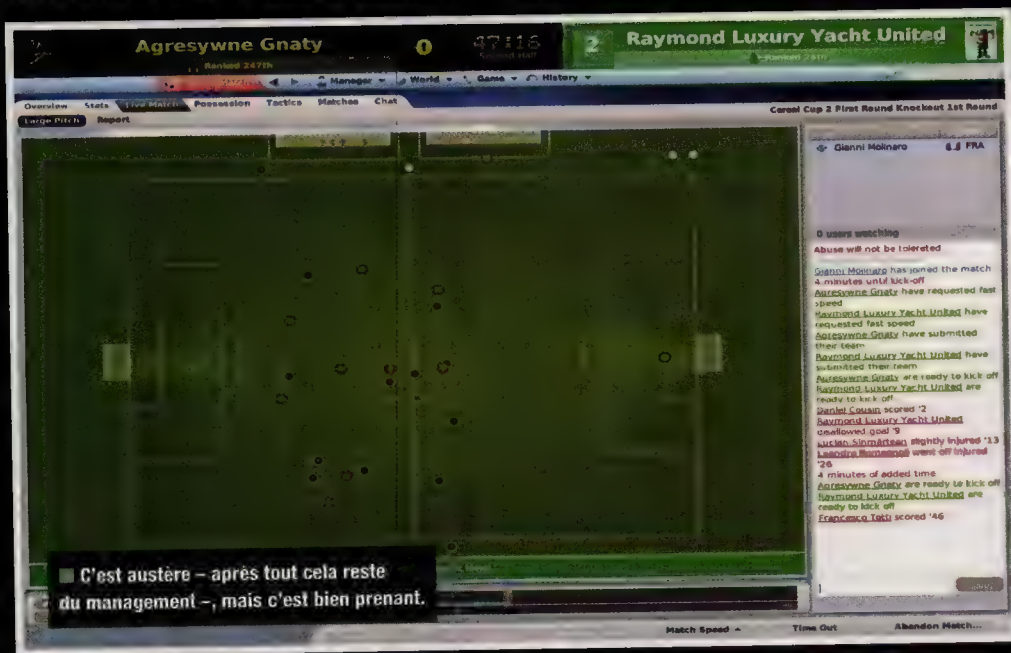 Agresywne Gnaty
0
47:16
Second Half
2
Raymond Luxury Yacht United
Ranked 247th
Manager
World
Game
History
Overview
Stats
Live Match
Possession
Tactics
Matches
Chat
Careal Cup 2 First Round Knockout 1st Round
Large Pitch
Report
Gianni Molinaro
FRA
0 users watching
Abuse will not be tolerated
Gianni Molinaro has joined the match
4 minutes until kick-off
Agresywne Gnaty have requested fast
speed
Raymond Luxury Yacht United have
requested fast speed
Agresywne Gnaty have submitted
their team
Raymond Luxury Yacht United have
submitted their team
Agresywne Gnaty are ready to kick off
Raymond Luxury Yacht United are
ready to kick off
Daniel Cousin scored '2
Raymond Luxury Yacht United
disallowed goal '9
slightly injured '13
went off injured
'26
4 minutes of added time
Agresywne Gnaty are ready to kick off
Raymond Luxury Yacht United are
ready to kick off
Francesco Totti scored '46
C'est austère – après tout cela reste
du management –, mais c'est bien prenant.
Match Speed
Time Out
Abandon Match...